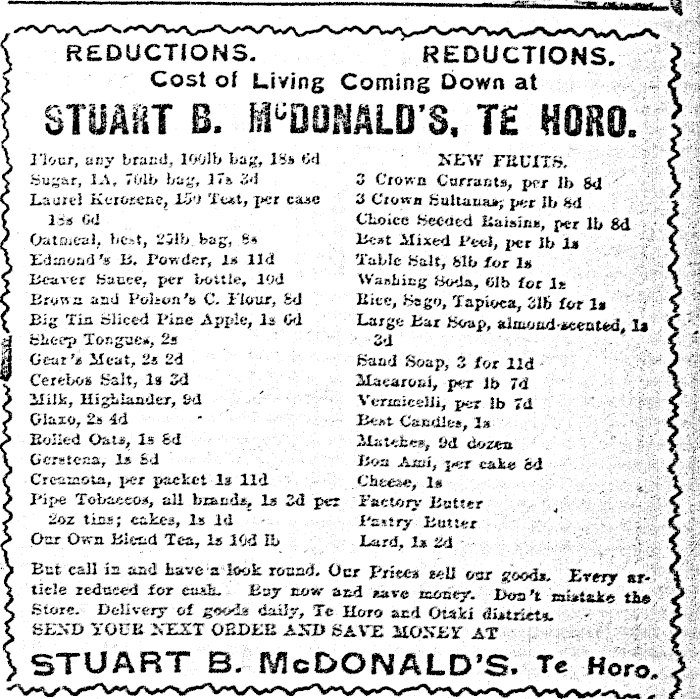 REDUCTIONS. REDUCTIONS.
Cost of Living Coming Down at
STUART B. McDONALD'S, TE HORO.
Flour, any brand, 100lb bag, 18s 6d
Sugar, 1A, 70lb bag, 17s 3d
Laurel Kerosene, 150 Test, per case
18s 6d
Oatmeal, best, 25lb bag, 8s
Edmond's B. Powder, 1s 11d
Beaver Sauce, per bottle, 10d
Brown and Polson's C. Flour, 8d
Big Tin Sliced Pine Apple, 1s 6d
Sheep Tongues, 2s
Gear's Meat, 2s 2d
Cerebos Salt, 1s 3d
Milk, Highlander, 9d
Glaxo, 2s 4d
Rolled Oats, 1s 8d
Gerstena, 1s 8d
Creamota, per packet 1s 11d
Pipe Tobaccos, all brands, 1s 3d per
2oz tins; cakes, 1s 1d
Our Own Blend Tea, 1s 10d lb
NEW FRUITS.
3 Crown Currants, per lb 8d
3 Crown Sultanas, per lb 8d
Choice Seeded Raisins, per lb 8d
Best Mixed Peel, per lb 1s
Table Salt, 8lb for 1s
Washing Soda, 6lb for 1s
Rice, Sago, Tapioca, 3lb for 1s
Large Bar Soap, almond-scented, 1s
3d
Sand Soap, 3 for 11d
Macaroni, per lb 7d
Vermicelli, per lb 7d
Best Candles, 1s
Matches, 9d dozen
Bon Ami, per cake 8d
Cheese, 1s
Factory Butter
Pastry Butter
Lard, 1s 2d
But call in and have a look round. Our Prices sell our goods. Every ar-
ticle reduced for cash. Buy now and save money. Don't mistake the
Store. Delivery of goods daily, Te Horo and Otaki districts.
SEND YOUR NEXT ORDER AND SAVE MONEY AT
STUART B. McDONALD'S, Te Horo.